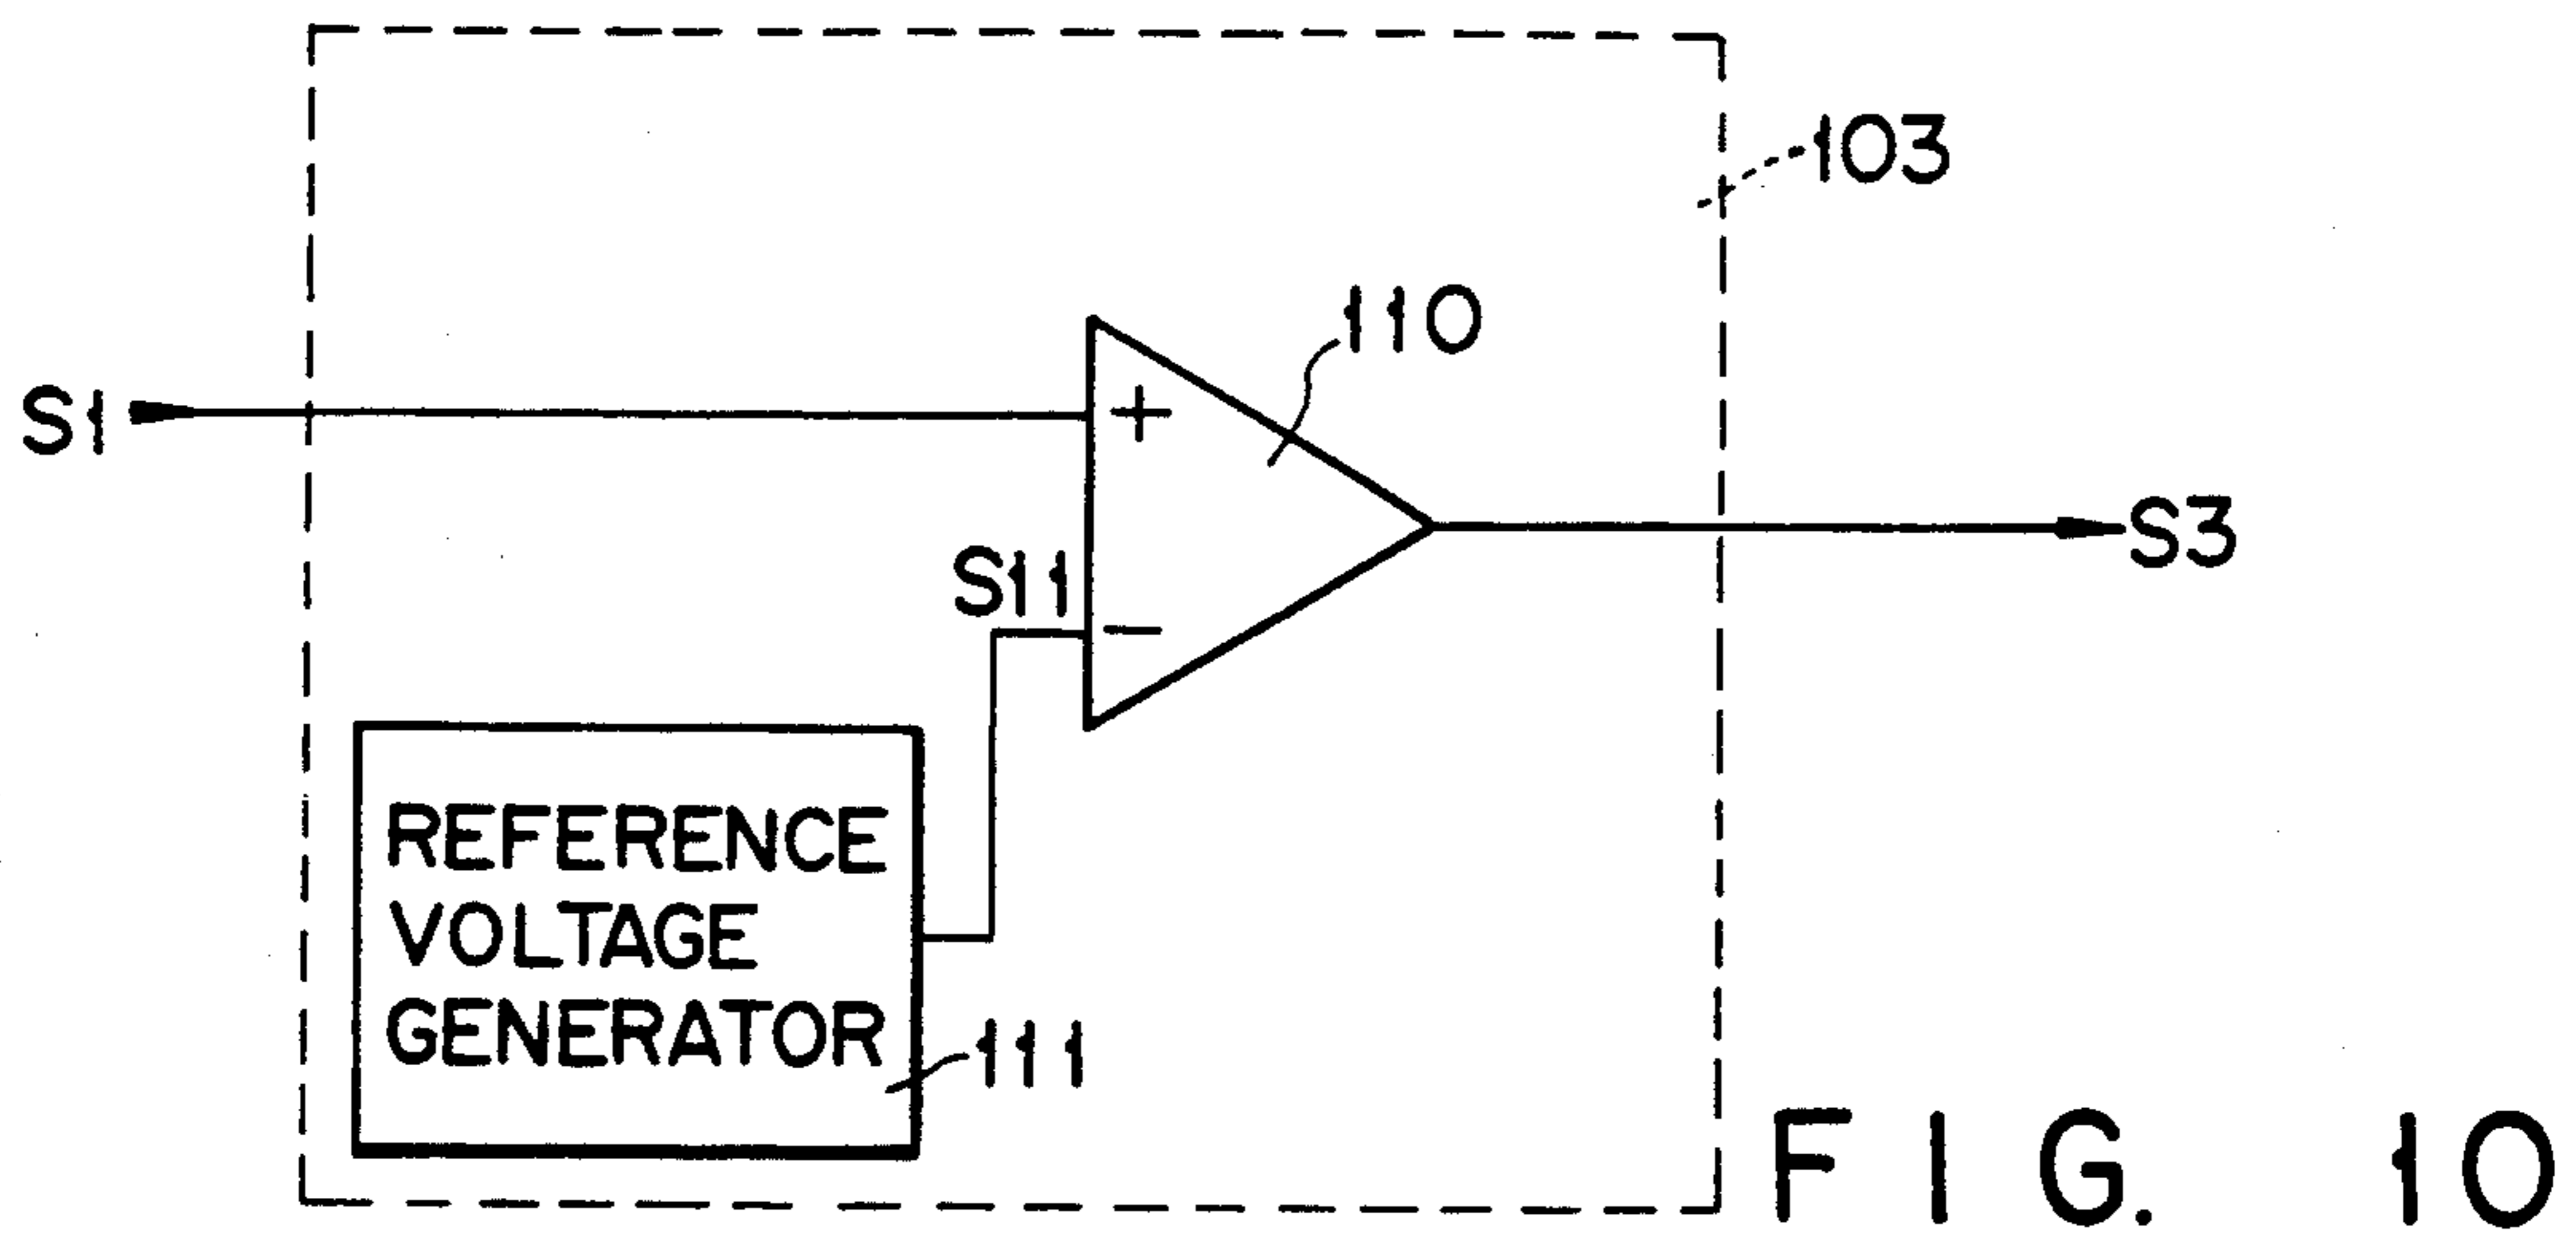 103
110
S1
+
S3
S11
−
REFERENCE
VOLTAGE
GENERATOR
111
FIG. 10